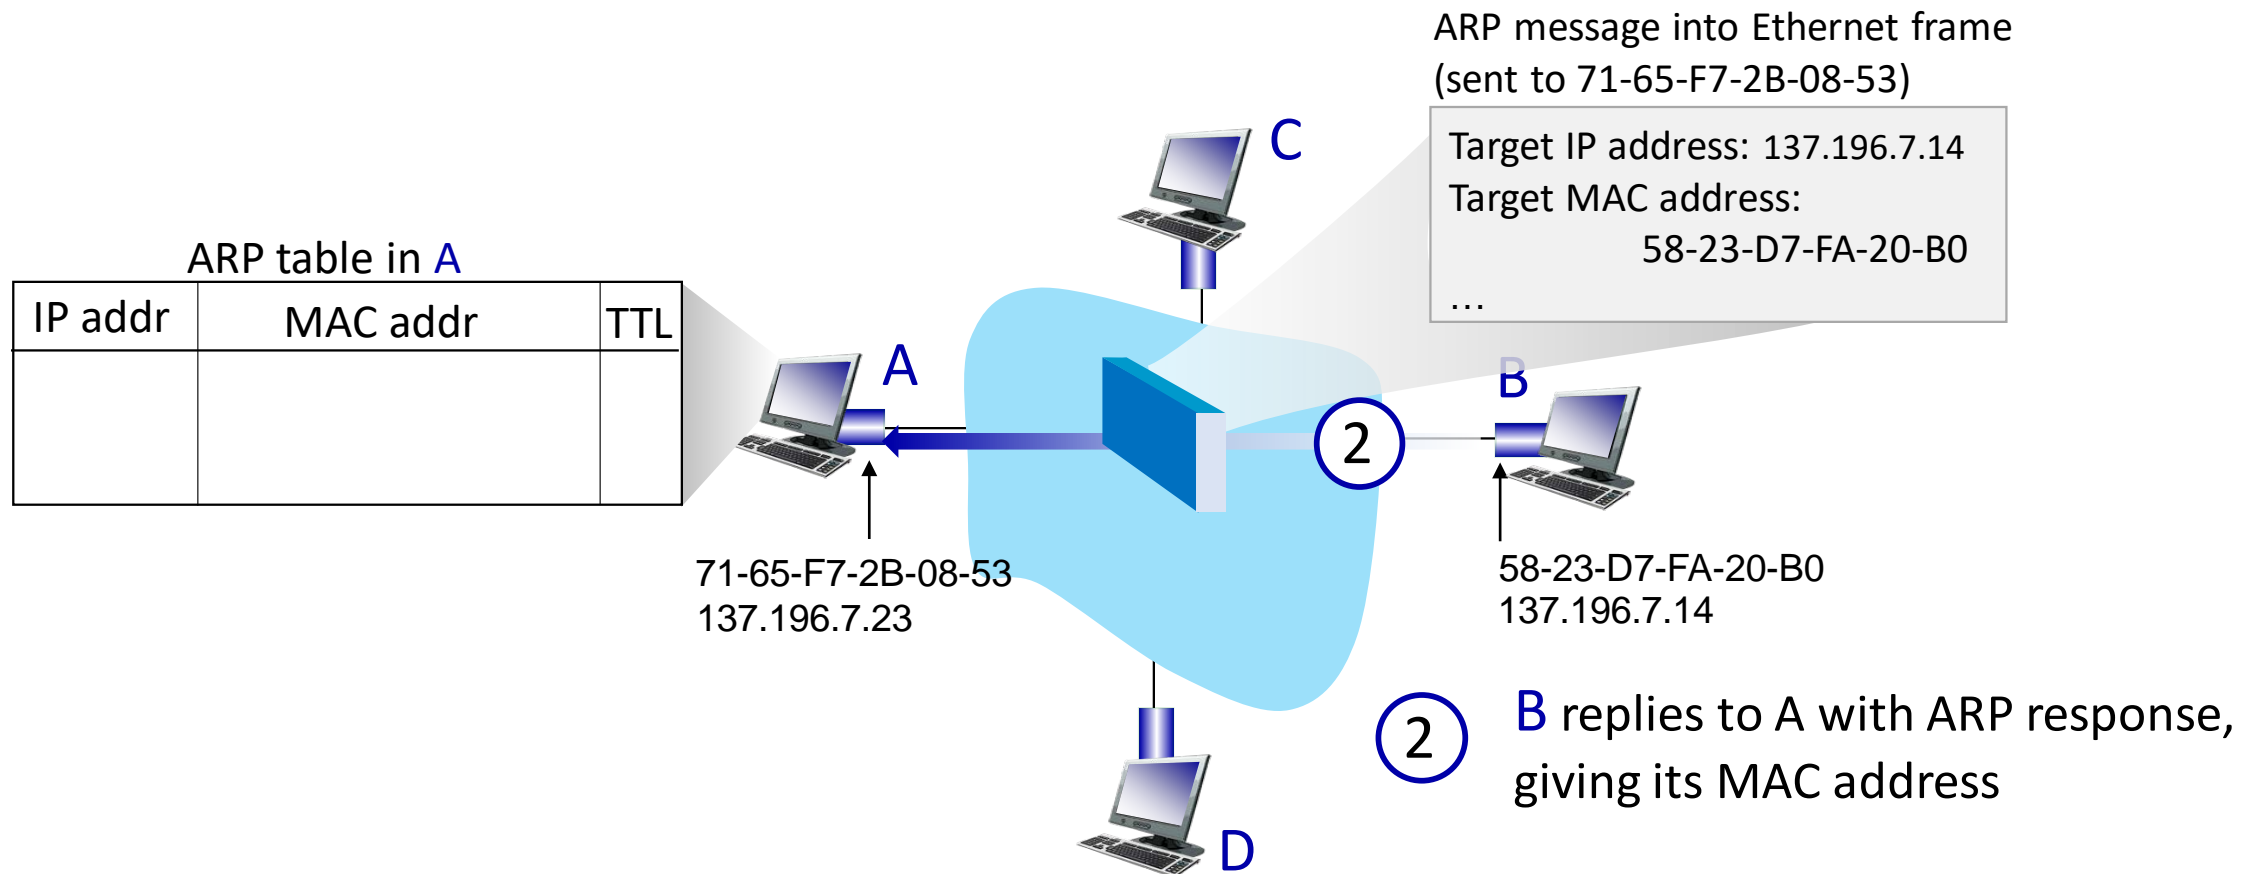 ARP message into Ethernet frame
(sent to 71-65-F7-2B-08-53)
Target IP address: 137.196.7.14
Target MAC address:
58-23-D7-FA-20-B0
…
C
ARP table in A
IP addr MAC addr TTL
A
B
2
71-65-F7-2B-08-53
137.196.7.23
58-23-D7-FA-20-B0
137.196.7.14
2 B replies to A with ARP response,
giving its MAC address
D